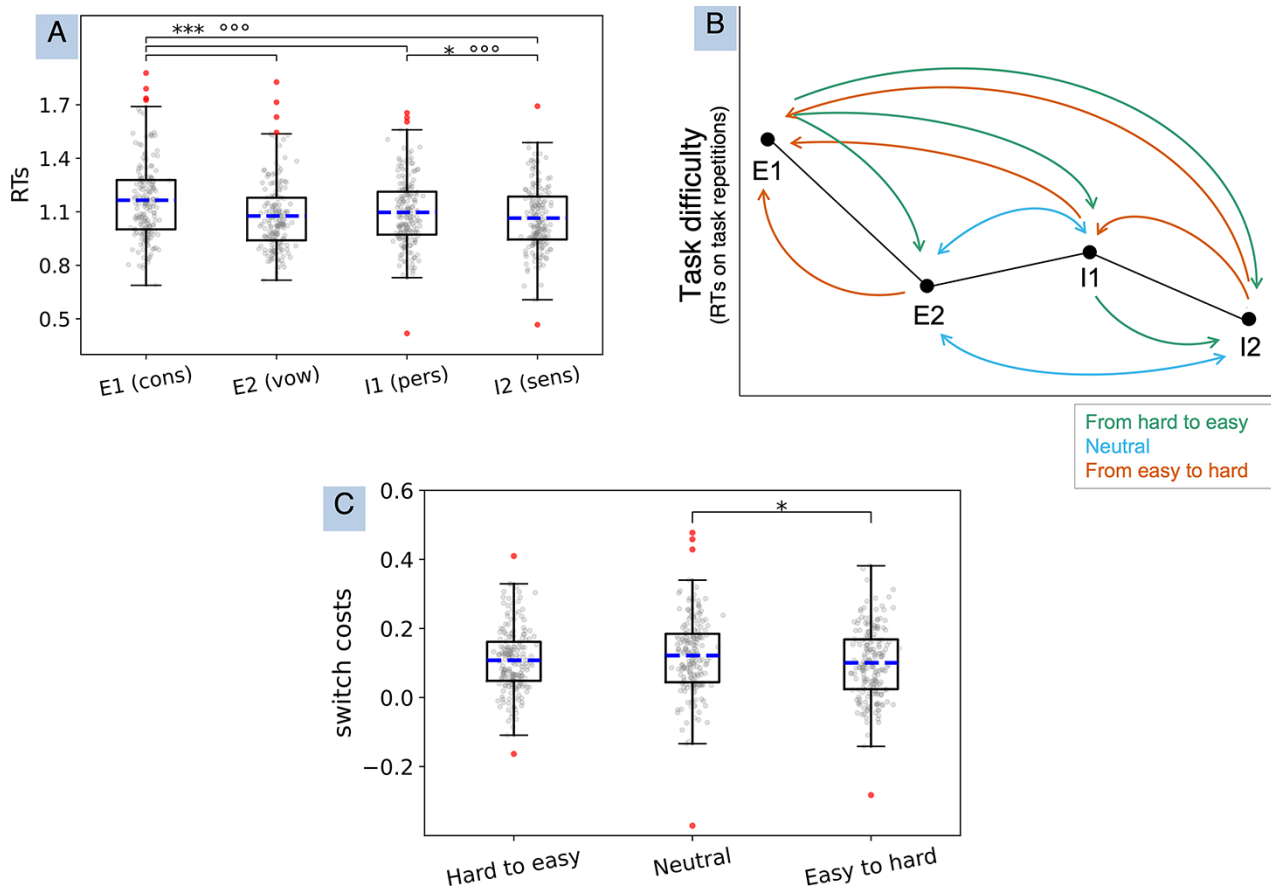 A
*** °°°
* °°°
RTs
1.7
1.4
1.1
0.8
0.5
E1 (cons)
E2 (vow)
I1 (pers)
I2 (sens)
B
Task difficulty
(RTs on task repetitions)
E1
E2
I1
I2
From hard to easy
Neutral
From easy to hard
C
*
switch costs
0.6
0.4
0.2
0.0
−0.2
Hard to easy
Neutral
Easy to hard